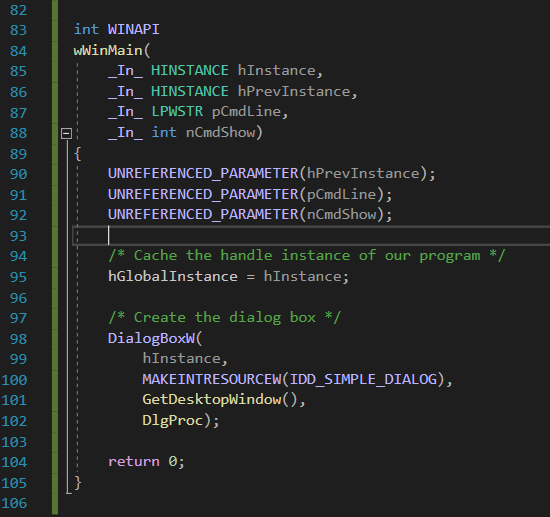 82
83 int WINAPI
84 wWinMain(
85 _In_ HINSTANCE hInstance,
86 _In_ HINSTANCE hPrevInstance,
87 _In_ LPWSTR pCmdLine,
88 _In_ int nCmdShow)
89 {
90 UNREFERENCED_PARAMETER(hPrevInstance);
91 UNREFERENCED_PARAMETER(pCmdLine);
92 UNREFERENCED_PARAMETER(nCmdShow);
93
94 /* Cache the handle instance of our program */
95 hGlobalInstance = hInstance;
96
97 /* Create the dialog box */
98 DialogBoxW(
99 hInstance,
100 MAKEINTRESOURCEW(IDD_SIMPLE_DIALOG),
101 GetDesktopWindow(),
102 DlgProc);
103
104 return 0;
105 }
106